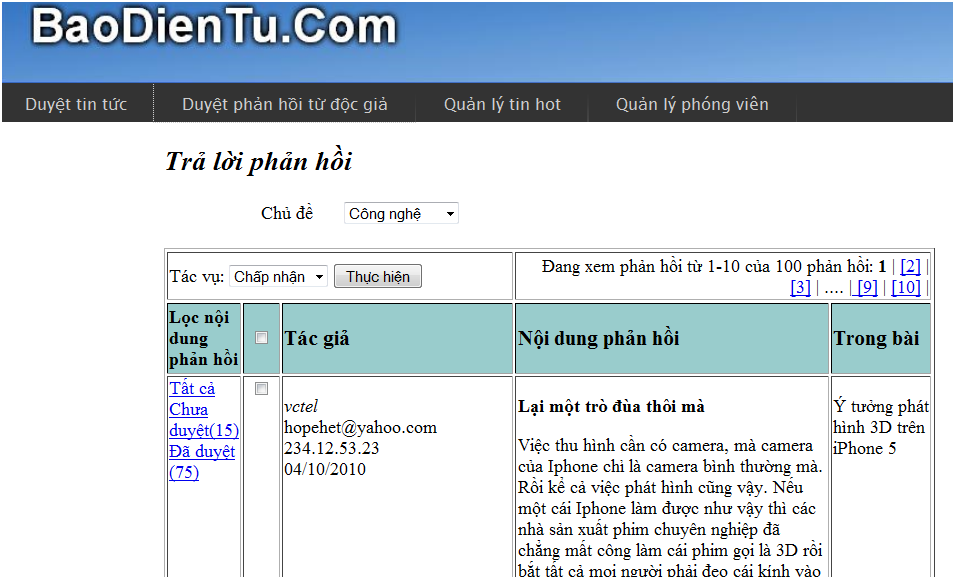 BaoDienTu.Com
Duyệt tin tức
Duyệt phản hồi từ độc giả
Quản lý tin hot
Quản lý phóng viên
Trả lời phản hồi
Chủ đề
Công nghệ
Tác vụ:
Chấp nhận
Thực hiện
Đang xem phản hồi từ 1-10 của 100 phản hồi: 1 | [2] |
[3] | .... | [9] | [10] |
Lọc nội
dung
phản hồi
Tác giả
Nội dung phản hồi
Trong bài
Tất cả
Chưa
duyệt(15)
Đã duyệt
(75)
vctel
hopehet@yahoo.com
234.12.53.23
04/10/2010
Lại một trò đùa thôi mà
Việc thu hình cần có camera, mà camera
của Iphone chỉ là camera bình thường mà.
Rồi kể cả việc phát hình cũng vậy. Nếu
một cái Iphone làm được như vậy thì các
nhà sản xuất phim chuyên nghiệp đã
chẳng mất công làm cái phim gọi là 3D rồi
bắt tất cả mọi người phải đeo cái kính vào
Ý tưởng phát
hình 3D trên
iPhone 5